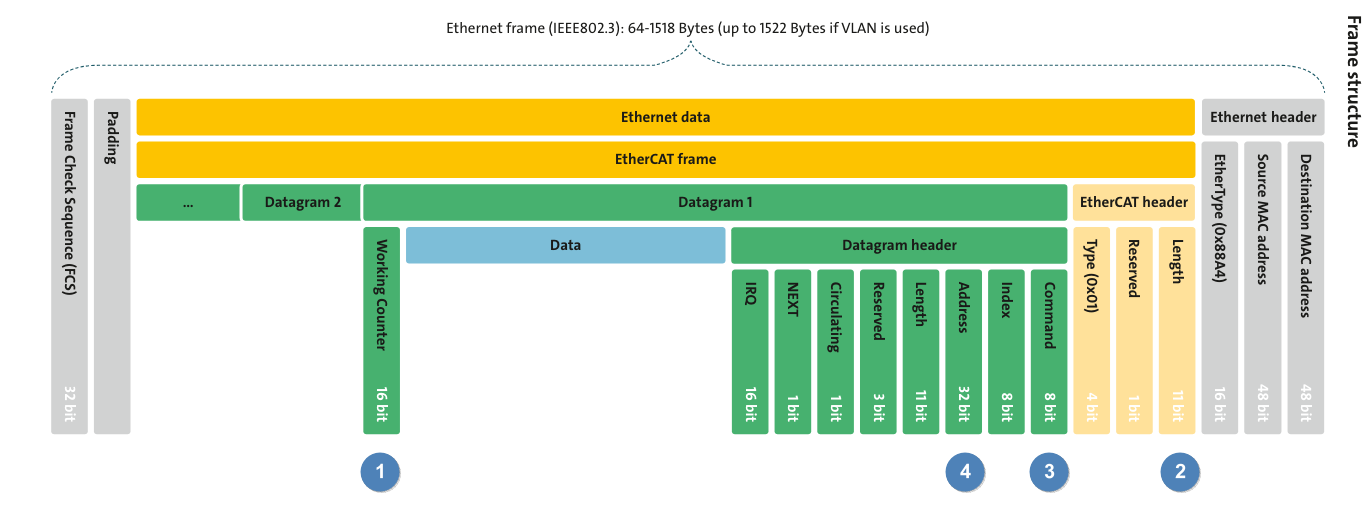 Ethernet frame (IEEE802.3): 64-1518 Bytes (up to 1522 Bytes if VLAN is used)
Frame structure
Frame Check Sequence (FCS)
32 bit
Padding
Ethernet data
Ethernet header
EtherCAT frame
EtherType (0x88A4)
16 bit
Source MAC address
48 bit
Destination MAC address
48 bit
...
Datagram 2
Datagram 1
EtherCAT header
Working Counter
16 bit
Data
Datagram header
Type (0x01)
4 bit
Reserved
1 bit
Length
11 bit
IRQ
16 bit
NEXT
1 bit
Circulating
1 bit
Reserved
3 bit
Length
11 bit
Address
32 bit
Index
8 bit
Command
8 bit
1
4
3
2